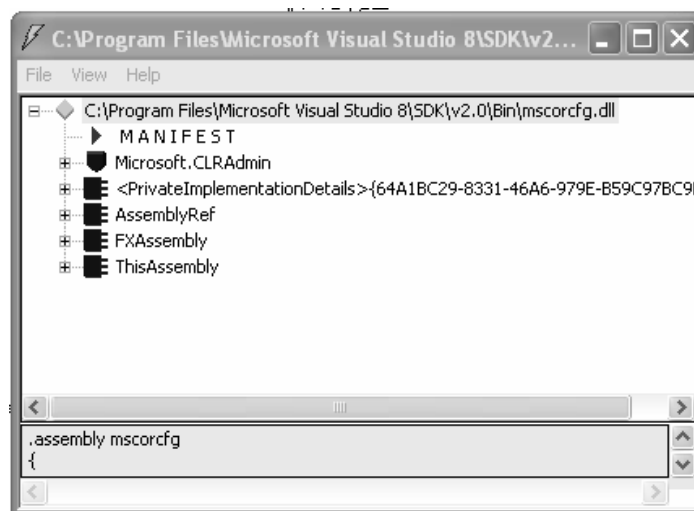 C:\Program Files\Microsoft Visual Studio 8\SDK\v2...
File View Help
C:\Program Files\Microsoft Visual Studio 8\SDK\v2.0\Bin\mscorcfg.dll
M A N I F E S T
Microsoft.CLRAdmin
<PrivateImplementationDetails>{64A1BC29-8331-46A6-979E-B59C97BC9
AssemblyRef
FXAssembly
ThisAssembly
.assembly mscorcfg
{